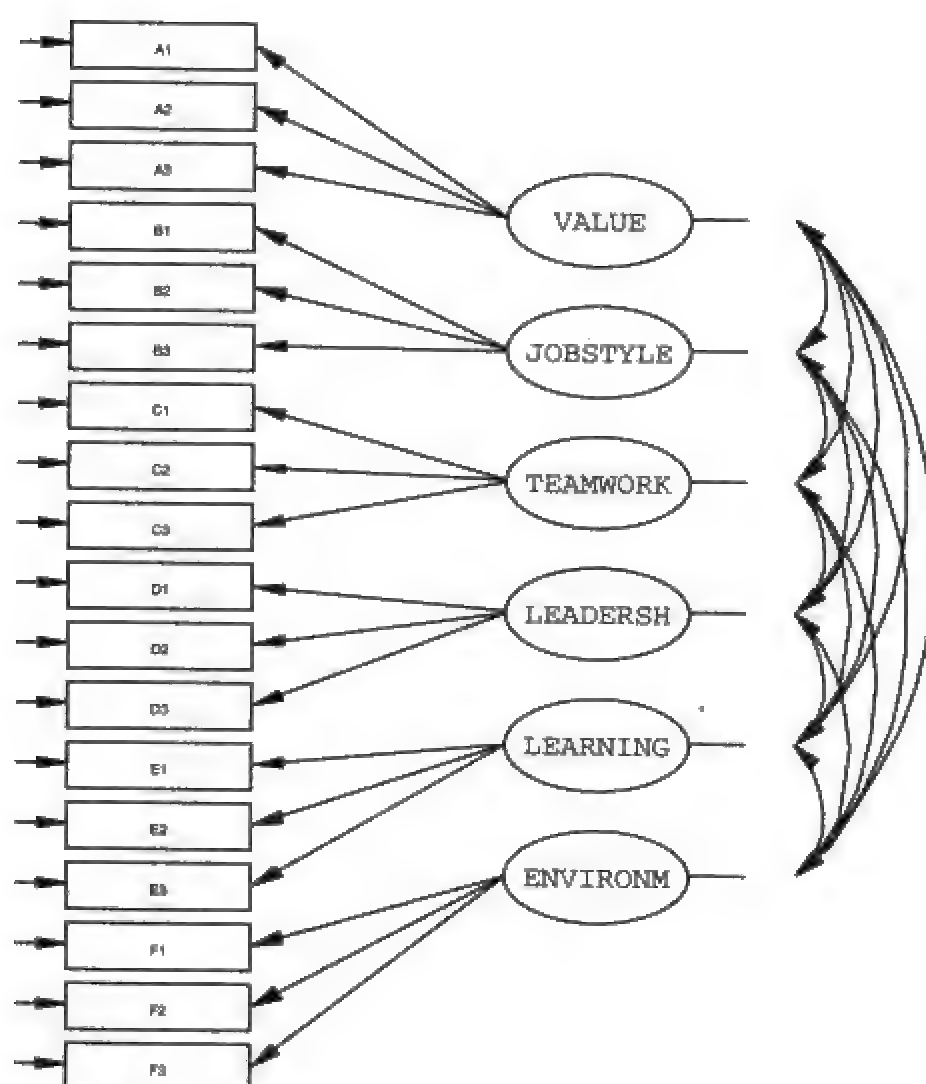 A1
A2
A3
B1
B2
B3
C1
C2
C3
D1
D2
D3
E1
E2
E3
F1
F2
F3
VALUE
JOBSTYLE
TEAMWORK
LEADERSH
LEARNING
ENVIRONM